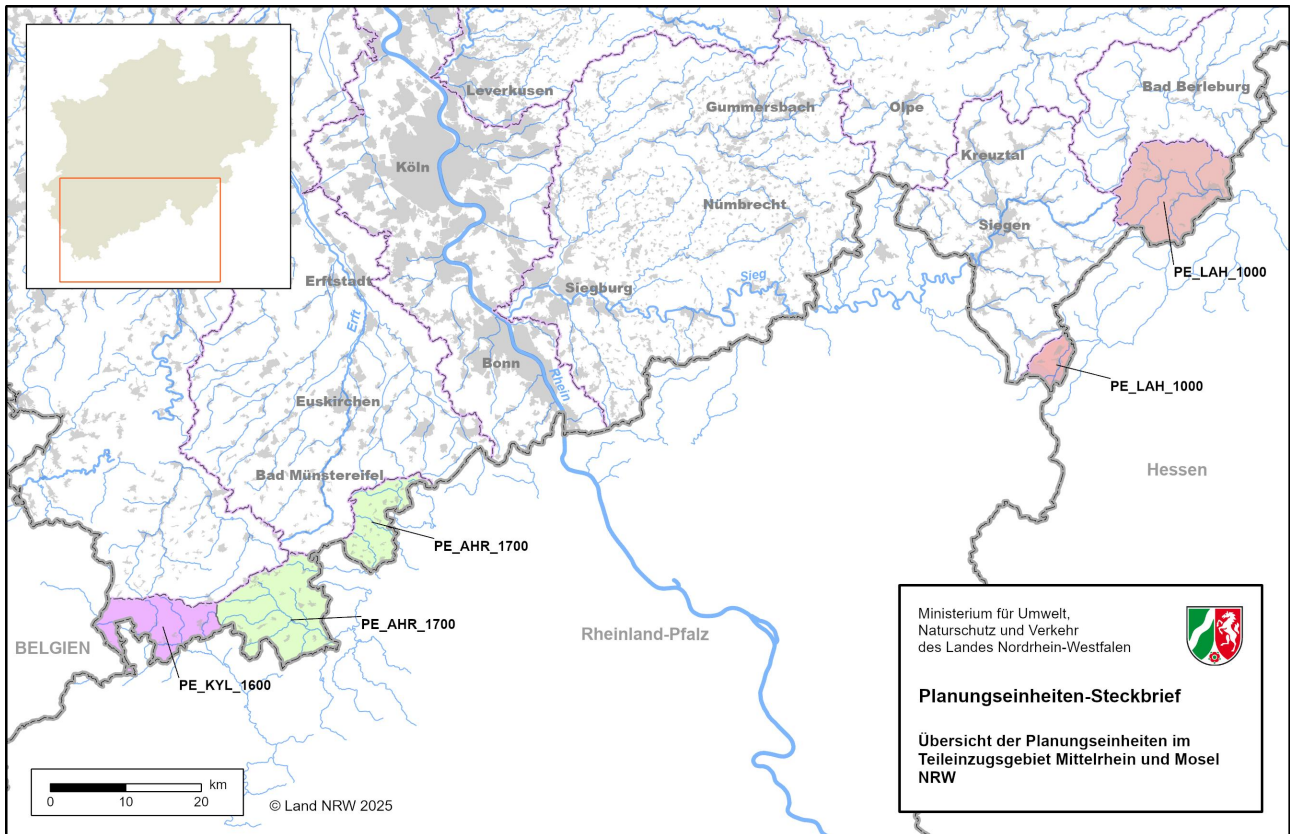 Leverkusen
Gummersbach
Olpe
Bad Berleburg
Köln
Kreuztal
Nümbrecht
Siegen
PE_LAH_1000
Erftstadt
Erft
Siegburg
Sieg
Bonn
Rhein
PE_LAH_1000
Euskirchen
Bad Münstereifel
Hessen
PE_AHR_1700
PE_AHR_1700
Rheinland-Pfalz
BELGIEN
PE_KYL_1600
Ministerium für Umwelt,
Naturschutz und Verkehr
des Landes Nordrhein-Westfalen
Planungseinheiten-Steckbrief
Übersicht der Planungseinheiten im
Teileinzugsgebiet Mittelrhein und Mosel
NRW
km
0 10 20
© Land NRW 2025